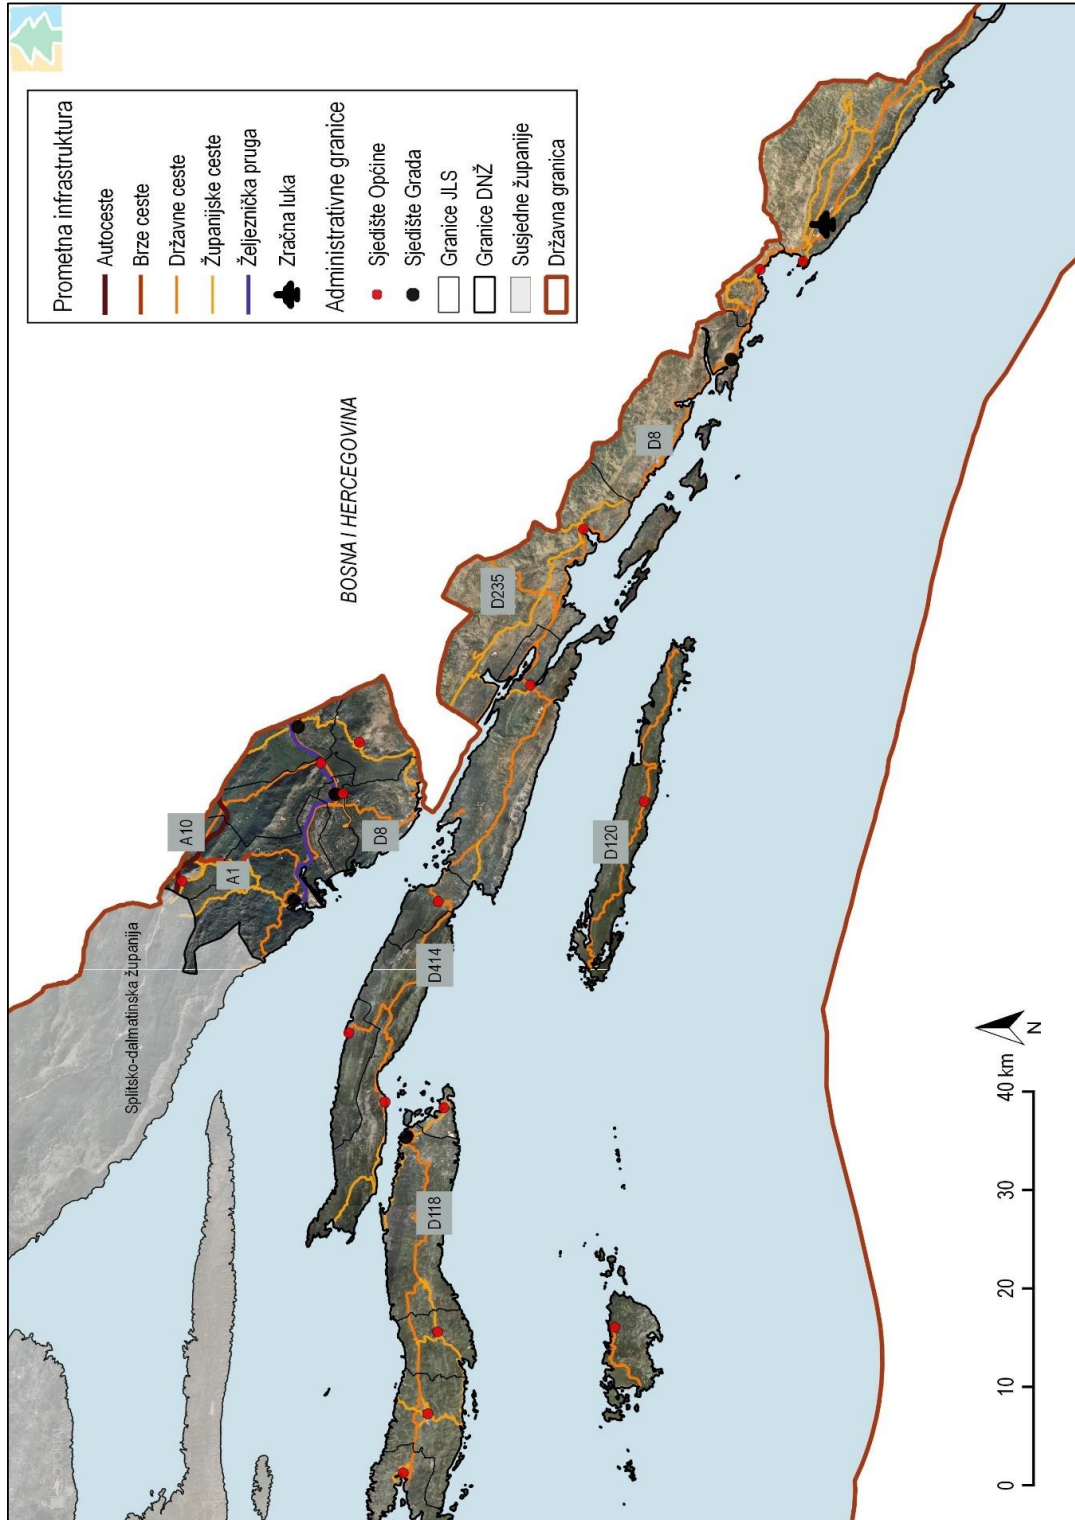 Prometna infrastruktura
Autoceste
Brze ceste
Državne ceste
Županijske ceste
Željeznička pruga
Zračna luka
Administrativne granice
Sjedište Općine
Sjedište Grada
Granice JLS
Granice DNŽ
Susjedne županije
Državna granica
BOSNA I HERCEGOVINA
Splitsko-dalmatinska županija
A10
A1
D8
D235
D8
D414
D120
D118
N
0 10 20 30 40 km